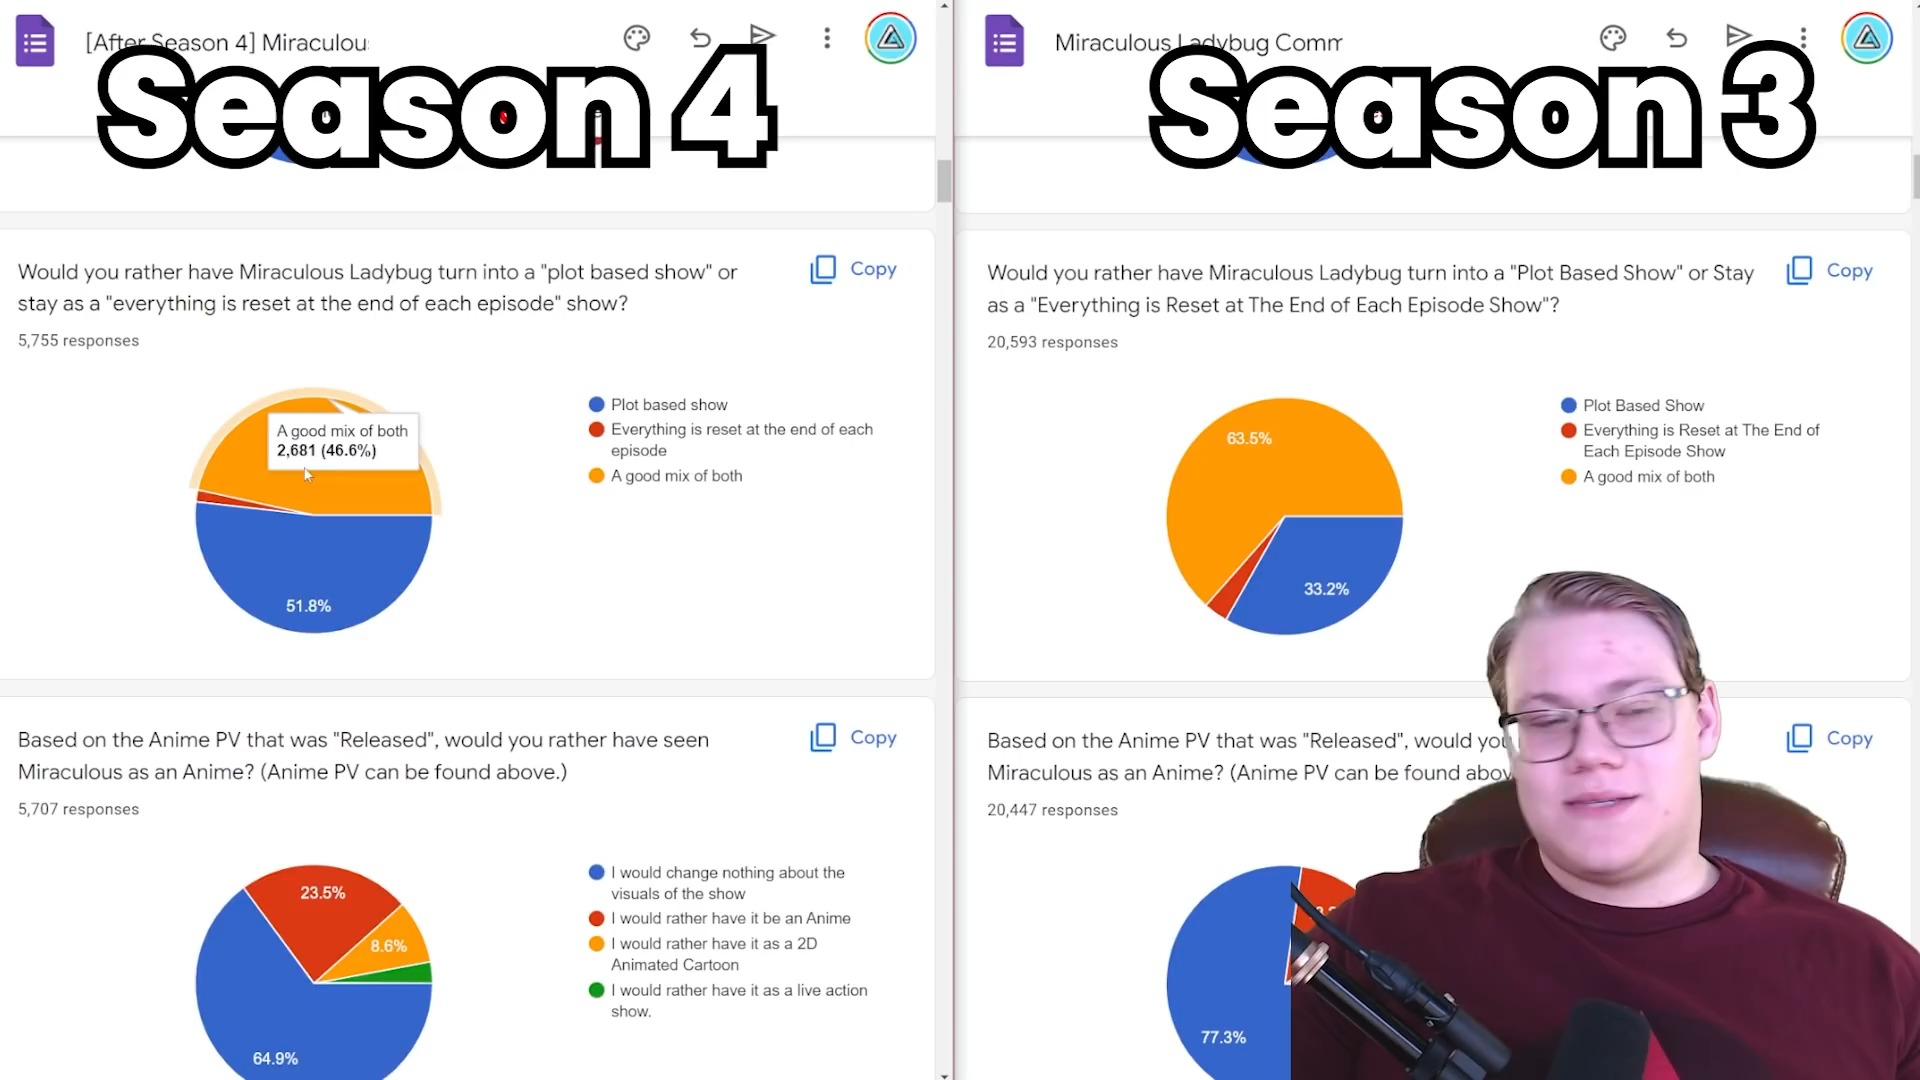 [After Season 4] Miraculou
Season 4
Would you rather have Miraculous Ladybug turn into a "plot based show" or
stay as a "everything is reset at the end of each episode" show?
Copy
5,755 responses
A good mix of both
2,681 (46.6%)
51.8%
Plot based show
Everything is reset at the end of each
episode
A good mix of both
Based on the Anime PV that was "Released", would you rather have seen
Miraculous as an Anime? (Anime PV can be found above.)
Copy
5,707 responses
23.5%
8.6%
64.9%
I would change nothing about the
visuals of the show
I would rather have it be an Anime
I would rather have it as a 2D
Animated Cartoon
I would rather have it as a live action
show.
Miraculous Ladybug Comm
Season 3
Would you rather have Miraculous Ladybug turn into a "Plot Based Show" or Stay
as a "Everything is Reset at The End of Each Episode Show"?
Copy
20,593 responses
63.5%
33.2%
Plot Based Show
Everything is Reset at The End of
Each Episode Show
A good mix of both
Based on the Anime PV that was "Released", would you
Miraculous as an Anime? (Anime PV can be found abov
Copy
20,447 responses
77.3%